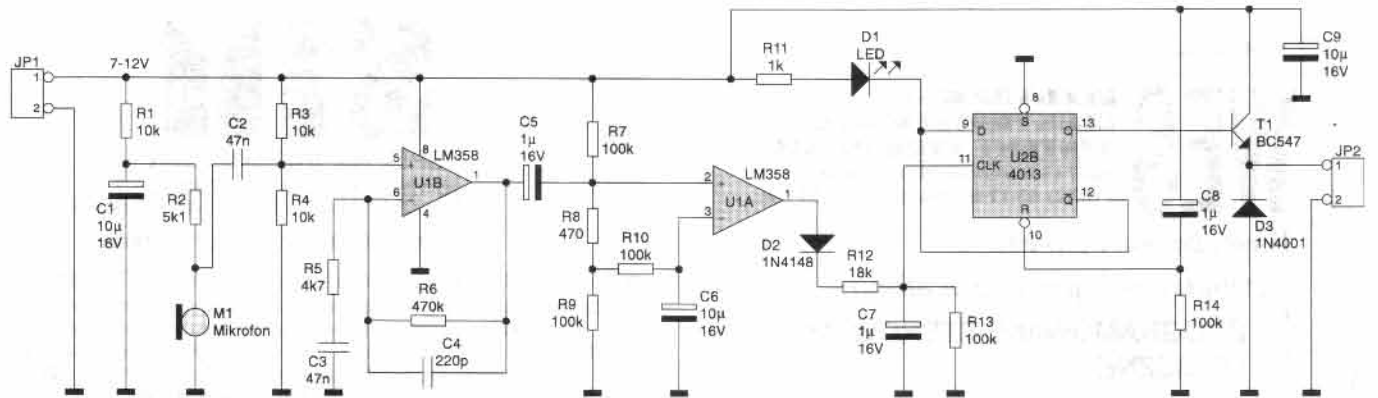 JP1
1
2
7-12V
R1
10k
C1
10µ
16V
R2
5k1
M1
Mikrofon
C2
47n
R3
10k
R4
10k
R5
4k7
C3
47n
5
6
8
4
1
+
−
LM358
U1B
R6
470k
C4
220p
C5
1µ
16V
R7
100k
R8
470
R9
100k
R10
100k
C6
10µ
16V
2
3
1
+
−
LM358
U1A
D2
1N4148
R12
18k
C7
1µ
16V
R13
100k
R11
1k
D1
LED
9
11
8
10
13
12
D
CLK
S
R
Q
Q
U2B
4013
C8
1µ
16V
R14
100k
T1
BC547
D3
1N4001
C9
10µ
16V
JP2
1
2